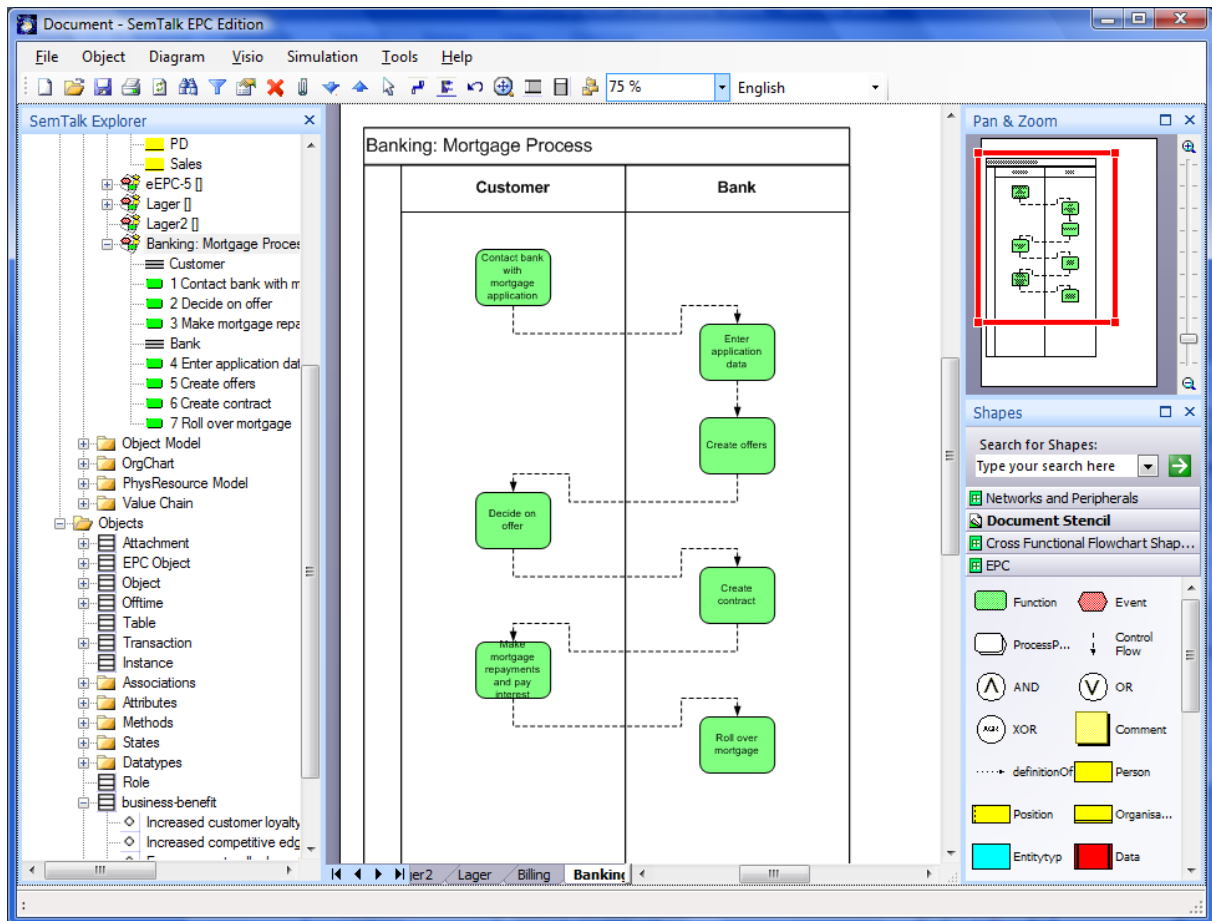 Document - SemTalk EPC Edition
File Object Diagram Visio Simulation Tools Help
75 % English
SemTalk Explorer
PD
Sales
eEPC-5 []
Lager []
Lager2 []
Banking: Mortgage Proces
Customer
1 Contact bank with m
2 Decide on offer
3 Make mortgage repa
Bank
4 Enter application dat
5 Create offers
6 Create contract
7 Roll over mortgage
Object Model
OrgChart
PhysResource Model
Value Chain
Objects
Attachment
EPC Object
Object
Offtime
Table
Transaction
Instance
Associations
Attributes
Methods
States
Datatypes
Role
business-benefit
Increased customer loyalty
Increased competitive edg
Banking: Mortgage Process
Customer Bank
Contact bank
with
mortgage
application
Enter
application
data
Create offers
Decide on
offer
Create
contract
Make
mortgage
repayments
and pay
interest
Roll over
mortgage
er2 Lager Billing Banking
Pan & Zoom
Shapes
Search for Shapes:
Type your search here
Networks and Peripherals
Document Stencil
Cross Functional Flowchart Shap...
EPC
Function Event
ProcessP... Control
Flow
AND OR
XOR XOR Comment
definitionOf Person
Position Organisa...
Entitytyp Data
: